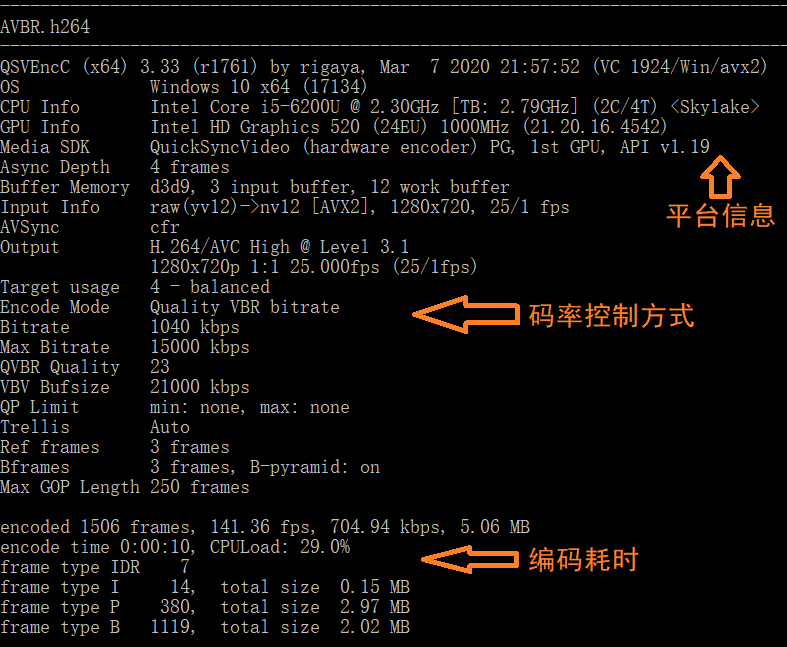 AVBR.h264
QSVEncC (x64) 3.33 (r1761) by rigaya, Mar  7 2020 21:57:52 (VC 1924/Win/avx2)
OS             Windows 10 x64 (17134)
CPU Info       Intel Core i5-6200U @ 2.30GHz [TB: 2.79GHz] (2C/4T) <Skylake>
GPU Info       Intel HD Graphics 520 (24EU) 1000MHz (21.20.16.4542)
Media SDK      QuickSyncVideo (hardware encoder) PG, 1st GPU, API v1.19
Async Depth    4 frames
Buffer Memory  d3d9, 3 input buffer, 12 work buffer
Input Info     raw(yv12)->nv12 [AVX2], 1280x720, 25/1 fps
平台信息
AVSync         cfr
Output         H.264/AVC High @ Level 3.1
               1280x720p 1:1 25.000fps (25/1fps)
Target usage   4 - balanced
Encode Mode    Quality VBR bitrate
码率控制方式
Bitrate        1040 kbps
Max Bitrate    15000 kbps
QVBR Quality   23
VBV Bufsize    21000 kbps
QP Limit       min: none, max: none
Trellis        Auto
Ref frames     3 frames
Bframes        3 frames, B-pyramid: on
Max GOP Length 250 frames
encoded 1506 frames, 141.36 fps, 704.94 kbps, 5.06 MB
encode time 0:00:10, CPULoad: 29.0%
编码耗时
frame type IDR    7
frame type I     14,  total size  0.15 MB
frame type P    380,  total size  2.97 MB
frame type B   1119,  total size  2.02 MB